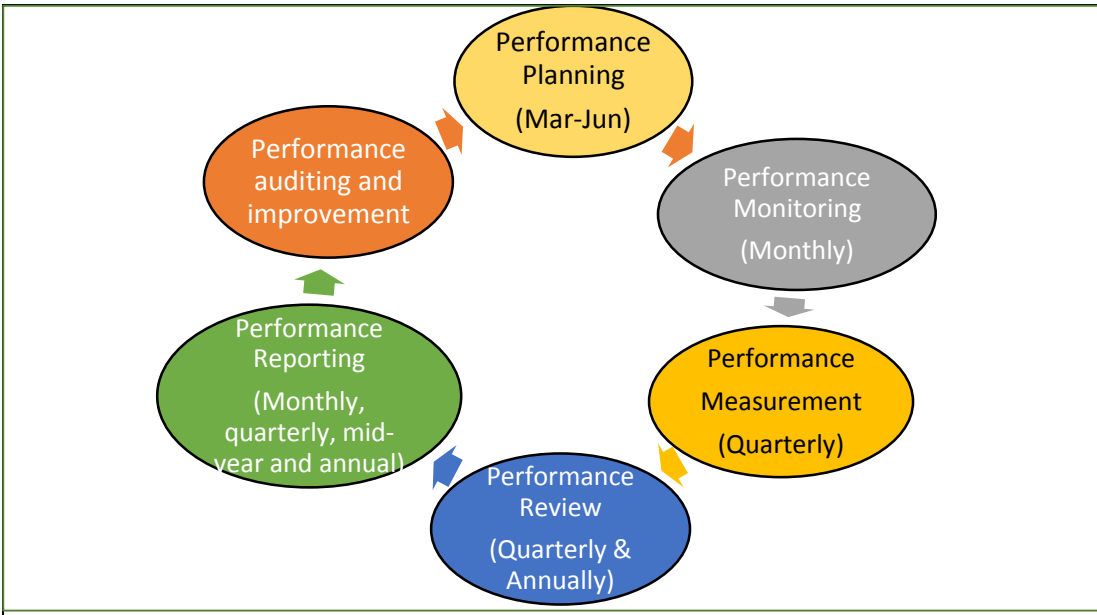 Performance
Planning
(Mar-Jun)
Performance
Monitoring
(Monthly)
Performance
Measurement
(Quarterly)
Performance
Review
(Quarterly &
Annually)
Performance
Reporting
(Monthly,
quarterly, mid-
year and annual)
Performance
auditing and
improvement